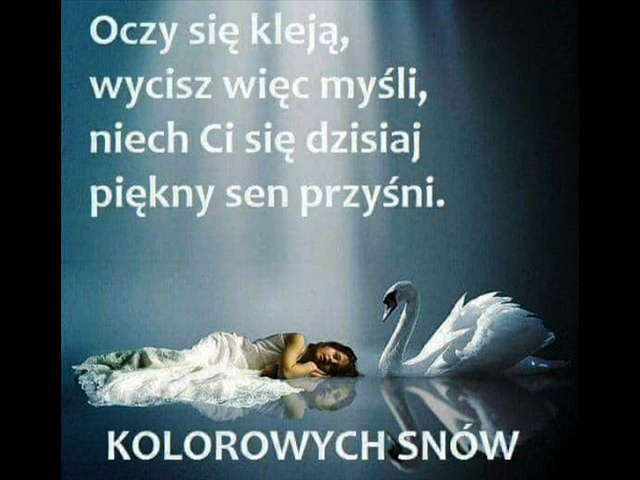 Oczy się kleją,
wycisz więc myśli,
niech Ci się dzisiaj
piękny sen przyśni.
KOLOROWYCH SNÓW